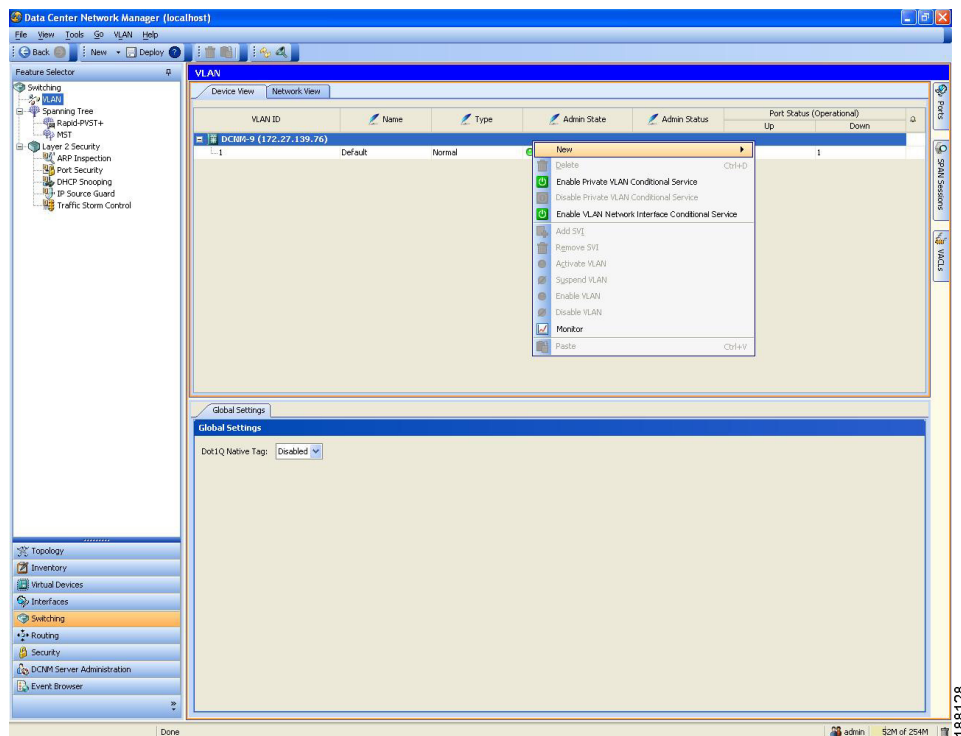 Data Center Network Manager (localhost)
File View Tools Go VLAN Help
Back New Deploy
Feature Selector
Switching
VLAN
Spanning Tree
Rapid-PVST+
MST
Layer 2 Security
ARP Inspection
Port Security
DHCP Snooping
IP Source Guard
Traffic Storm Control
Topology
Inventory
Virtual Devices
Interfaces
Switching
Routing
Security
DCNM Server Administration
Event Browser
VLAN
Device View Network View
VLAN ID Name Type Admin State Admin Status Port Status (Operational)
Up Down
DCNM-9 (172.27.139.76)
1 Default Normal 1
New
Delete Ctrl+D
Enable Private VLAN Conditional Service
Disable Private VLAN Conditional Service
Enable VLAN Network Interface Conditional Service
Add SVI
Remove SVI
Activate VLAN
Suspend VLAN
Enable VLAN
Disable VLAN
Monitor
Paste Ctrl+V
Ports
SPAN Sessions
VACLs
Global Settings
Global Settings
Dot1Q Native Tag: Disabled
Done
admin 52M of 254M
188128